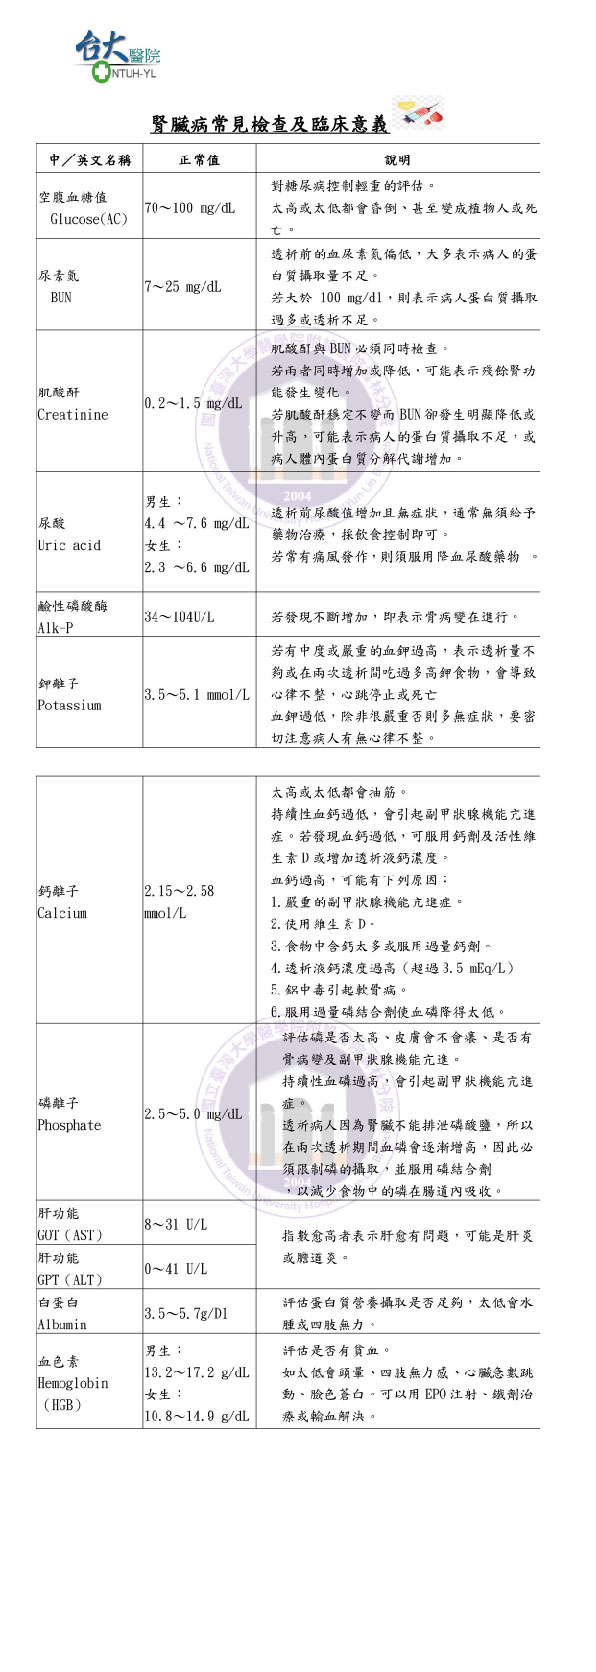 台大醫院
NTUH-YL
腎臟病常見檢查及臨床意義
中／英文名稱 正常值 說明
空腹血糖值
Glucose(AC)
70～100 mg/dL
對糖尿病控制輕重的評估。
太高或太低都會昏倒、甚至變成植物人或死
亡。
尿素氮
BUN
7～25 mg/dL
透析前的血尿素氮偏低，大多表示病人的蛋
白質攝取量不足。
若大於 100 mg/dl，則表示病人蛋白質攝取
過多或透析不足。
肌酸酐
Creatinine
0.2～1.5 mg/dL
肌酸酐與 BUN 必須同時檢查。
若兩者同時增加或降低，可能表示殘餘腎功
能發生變化。
若肌酸酐穩定不變而 BUN 卻發生明顯降低或
升高，可能表示病人的蛋白質攝取不足，或
病人體內蛋白質分解代謝增加。
尿酸
Uric acid
男生：
4.4 ～7.6 mg/dL
女生：
2.3 ～6.6 mg/dL
透析前尿酸值增加且無症狀，通常無須給予
藥物治療，採飲食控制即可。
若常有痛風發作，則須服用降血尿酸藥物 。
鹼性磷酸酶
Alk-P
34～104U/L
若發現不斷增加，即表示骨病變在進行。
鉀離子
Potassium
3.5～5.1 mmol/L
若有中度或嚴重的血鉀過高，表示透析量不
夠或在兩次透析間吃過多高鉀食物，會導致
心律不整，心跳停止或死亡
血鉀過低，除非很嚴重否則多無症狀，要密
切注意病人有無心律不整。
鈣離子
Calcium
2.15～2.58
mmol/L
太高或太低都會抽筋。
持續性血鈣過低，會引起副甲狀腺機能亢進
症。若發現血鈣過低，可服用鈣劑及活性維
生素 D 或增加透析液鈣濃度。
血鈣過高，可能有下列原因：
1.嚴重的副甲狀腺機能亢進症。
2.使用維生素 D。
3.食物中含鈣太多或服用過量鈣劑。
4.透析液鈣濃度過高（超過 3.5 mEq/L）
5.鋁中毒引起軟骨病。
6.服用過量磷結合劑使血磷降得太低。
磷離子
Phosphate
2.5～5.0 mg/dL
評估磷是否太高、皮膚會不會癢、是否有
骨病變及副甲狀腺機能亢進。
持續性血磷過高，會引起副甲狀機能亢進
症。
透析病人因為腎臟不能排泄磷酸鹽，所以
在兩次透析期間血磷會逐漸增高，因此必
須限制磷的攝取，並服用磷結合劑
，以減少食物中的磷在腸道內吸收。
肝功能
GOT（AST）
8～31 U/L
指數愈高者表示肝愈有問題，可能是肝炎
或膽道炎。
肝功能
GPT（ALT）
0～41 U/L
白蛋白
Albumin
3.5～5.7g/Dl
評估蛋白質營養攝取是否足夠，太低會水
腫或四肢無力。
血色素
Hemoglobin
（HGB）
男生：
13.2～17.2 g/dL
女生：
10.8～14.9 g/dL
評估是否有貧血。
如太低會頭暈、四肢無力感、心臟急數跳
動、臉色蒼白。可以用 EPO 注射、鐵劑治
療或輸血解決。